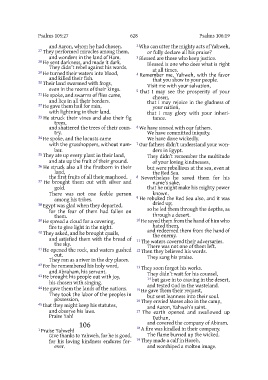 Psalms 105:27
628
Psalms 106:19
and Aaron, whom he had chosen.
27 They performed miracles among them,
and wonders in the land of Ham.
28 He sent darkness, and made it dark.
They didn't rebel against his words.
29 He turned their waters into blood,
and killed their fish.
30 Their land swarmed with frogs,
even in the rooms of their kings.
31 He spoke, and swarms of flies came,
and lice in all their borders.
32 He gave them hail for rain,
with lightning in their land.
33 He struck their vines and also their fig
trees,
and shattered the trees of their coun-
try.
34 He spoke, and the locusts came
with the grasshoppers, without num-
ber.
35 They ate up every plant in their land,
and ate up the fruit of their ground.
36 He struck also all the firstborn in their
land,
the first fruits of all their manhood.
37 He brought them out with silver and
gold.
There was not one feeble person
among his tribes.
38 Egypt was glad when they departed,
for the fear of them had fallen on
them.
39 He spread a cloud for a covering,
fire to give light in the night.
40 They asked, and he brought quails,
and satisfied them with the bread of
the sky.
41 He opened the rock, and waters gushed
out.
They ran as a river in the dry places.
42 For he remembered his holy word,
and Abraham, his servant.
43 He brought his people out with joy,
his chosen with singing.
44 He gave them the lands of the nations.
They took the labor of the peoples in
possession,
45 that they might keep his statutes,
and observe his laws.
Praise Yah!
106
1 Praise Yahweh!
Give thanks to Yahweh, for he is good,
for his loving kindness endures for-
ever.
2 Who can utter the mighty acts of Yahweh,
or fully declare all his praise?
3 Blessed are those who keep justice.
Blessed is one who does what is right
at all times.
4 Remember me, Yahweh, with the favor
that you show to your people.
Visit me with your salvation,
5 that I may see the prosperity of your
chosen,
that I may rejoice in the gladness of
your nation,
that I may glory with your inheri-
tance.
6 We have sinned with our fathers.
We have committed iniquity.
We have done wickedly.
7 Our fathers didn't understand your won-
ders in Egypt.
They didn't remember the multitude
of your loving kindnesses,
but were rebellious at the sea, even at
the Red Sea.
8 Nevertheless he saved them for his
name's sake,
that he might make his mighty power
known.
9 He rebuked the Red Sea also, and it was
dried up;
so he led them through the depths, as
through a desert.
10 He saved them from the hand of him who
hated them,
and redeemed them from the hand of
the enemy.
11 The waters covered their adversaries.
There was not one of them left.
12 Then they believed his words.
They sang his praise.
13 They soon forgot his works.
They didn't wait for his counsel,
14 but gave in to craving in the desert,
and tested God in the wasteland.
15 He gave them their request,
but sent leanness into their soul.
16 They envied Moses also in the camp,
and Aaron, Yahweh's saint.
17 The earth opened and swallowed up
Dathan,
and covered the company of Abiram.
18 A fire was kindled in their company.
The flame burned up the wicked.
19 They made a calf in Horeb,
and worshiped a molten image.